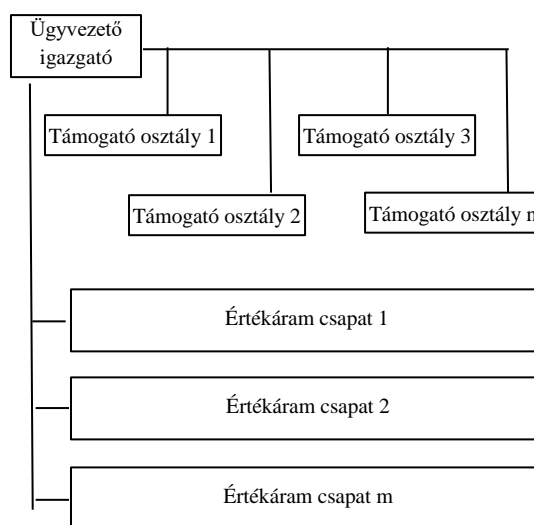 Ügyvezető
igazgató
Támogató osztály 1
Támogató osztály 3
Támogató osztály 2
Támogató osztály n
Értékáram csapat 1
Értékáram csapat 2
Értékáram csapat m